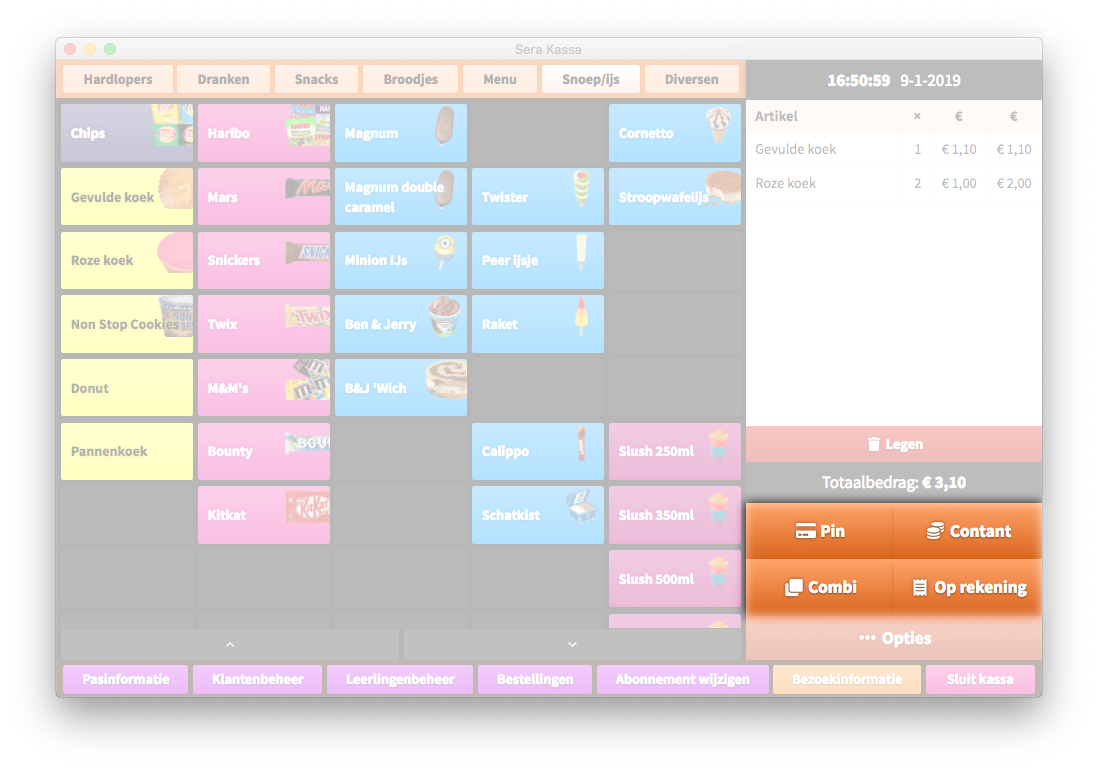 Sera Kassa
Hardlopers Dranken Snacks Broodjes Menu Snoep/ijs Diversen
16:50:59 9-1-2019
Artikel × € €
Gevulde koek 1 € 1,10 € 1,10
Roze koek 2 € 1,00 € 2,00
Chips Haribo Magnum Cornetto
Gevulde koek Mars Magnum double caramel Twister Stroopwafelijs
Roze koek Snickers Minion IJs Peer ijsje
Non Stop Cookies Twix Ben & Jerry Raket
Donut M&M's B&J 'Wich
Pannenkoek Bounty Calippo Slush 250ml
Kitkat Schatkist Slush 350ml
Slush 500ml
Legen
Totaalbedrag: € 3,10
Pin Contant
Combi Op rekening
Opties
Pasinformatie Klantenbeheer Leerlingenbeheer Bestellingen Abonnement wijzigen Bezoekinformatie Sluit kassa